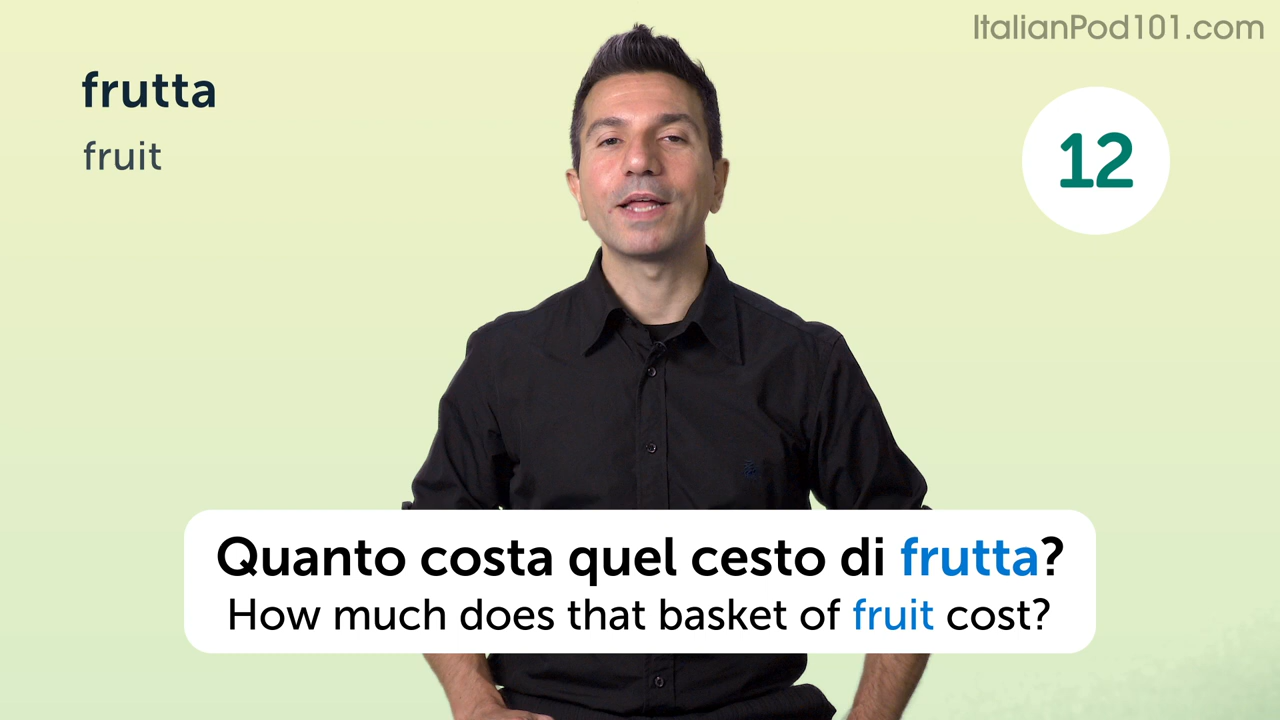 ItalianPod101.com
frutta
fruit
12
Quanto costa quel cesto di frutta?
How much does that basket of fruit cost?